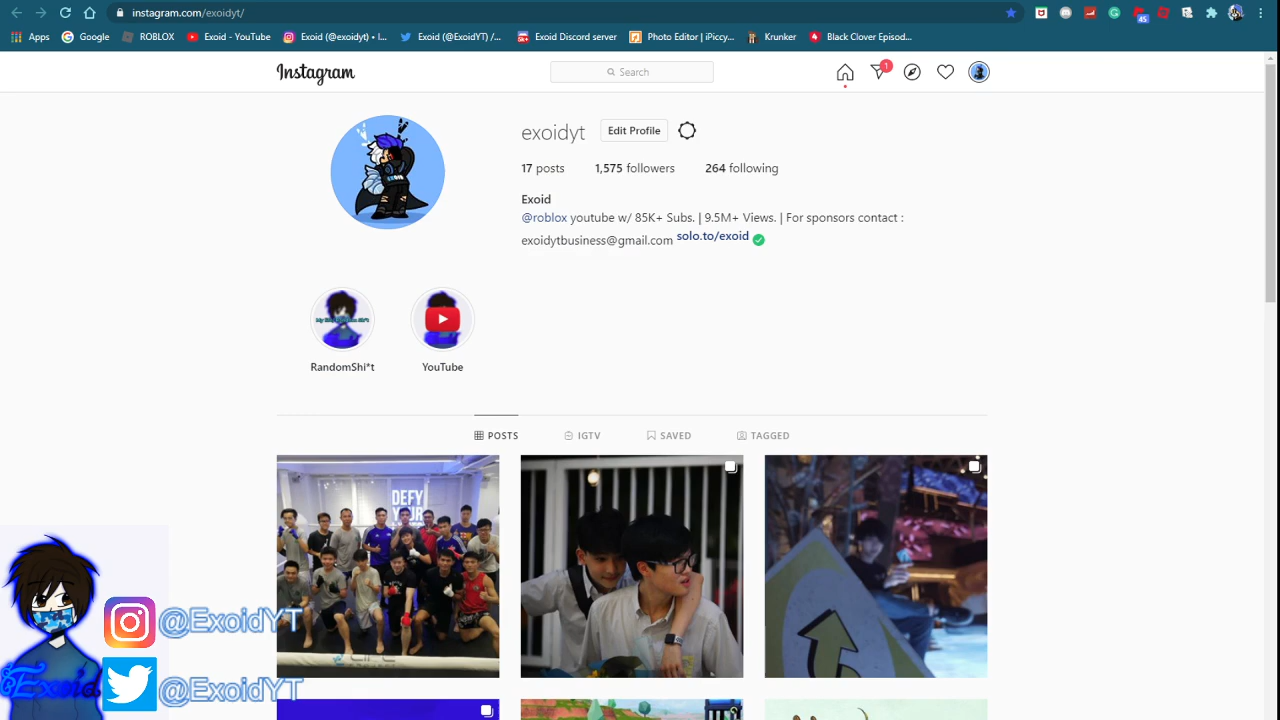 instagram.com/exoidyt/
45
Apps Google ROBLOX Exoid - YouTube Exoid (@exoidyt) • I... Exoid (@ExoidYT) /... Exoid Discord server Photo Editor | iPiccy... Krunker Black Clover Episod...
Instagram Search 1
exoidyt Edit Profile
17 posts 1,575 followers 264 following
Exoid
@roblox youtube w/ 85K+ Subs. | 9.5M+ Views. | For sponsors contact :
exoidytbusiness@gmail.com solo.to/exoid
RandomShi*t YouTube
POSTS IGTV SAVED TAGGED
DEFY
YOUR
@ExoidYT
@Exoid
@ExoidYT